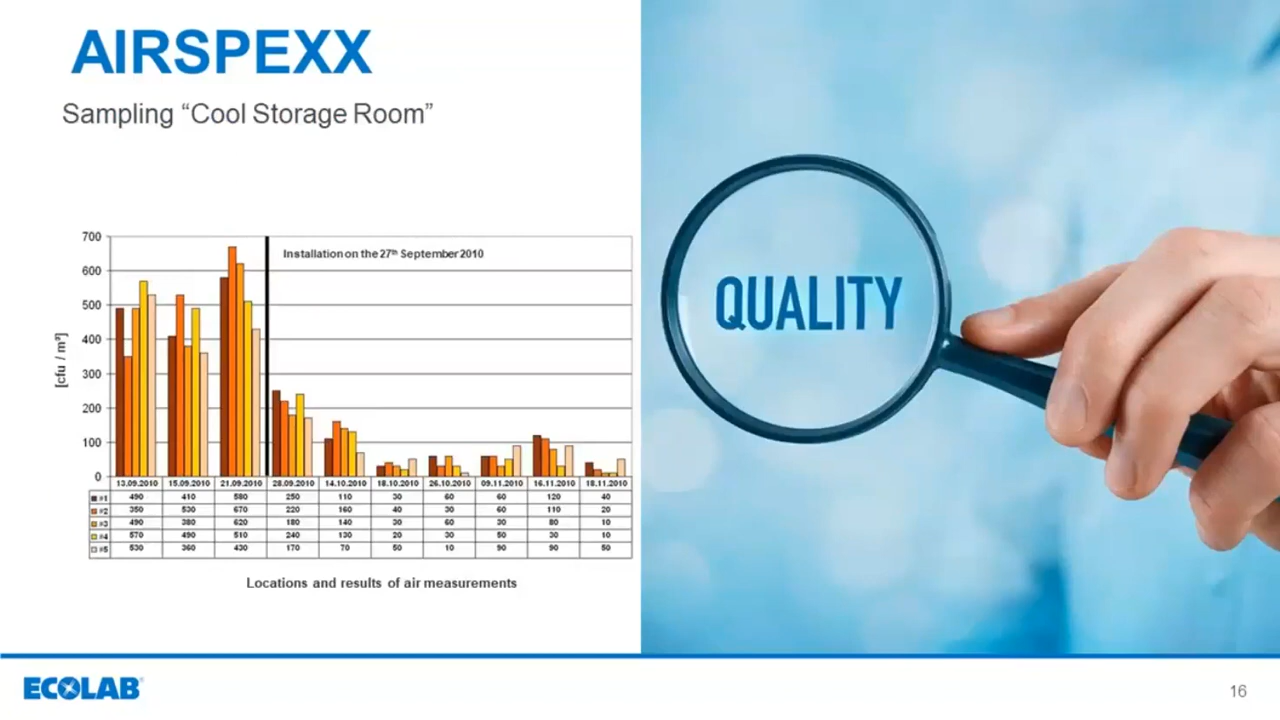 AIRSPEXX
Sampling “Cool Storage Room”
700
600
500
400
300
200
100
0
[cfu / m³]
Installation on the 27th September 2010
13.09.2010 15.09.2010 21.09.2010 28.09.2010 14.10.2010 18.10.2010 26.10.2010 09.11.2010 16.11.2010 18.11.2010
#1 490 410 580 250 110 30 60 60 120 40
#2 350 530 670 220 160 40 30 60 110 20
#3 490 380 620 180 140 30 60 30 80 10
#4 570 490 510 240 130 20 30 50 30 10
#5 530 360 430 170 70 50 10 90 90 50
Locations and results of air measurements
QUALITY
ECOLAB®
16